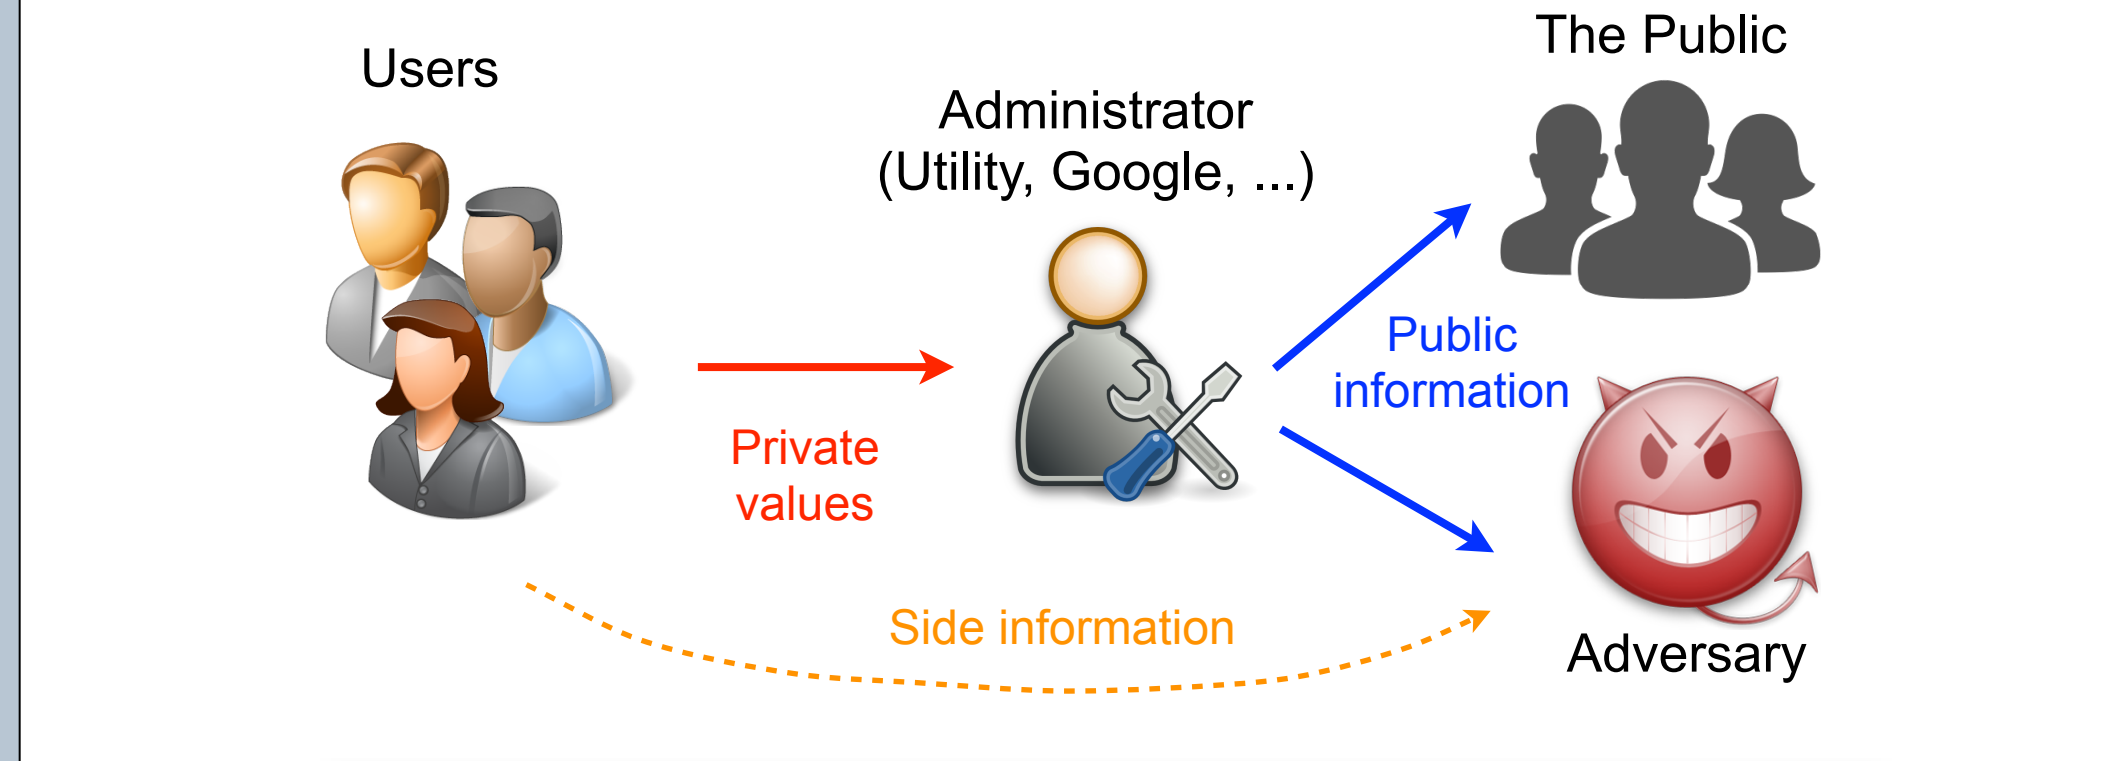 Users
Administrator
(Utility, Google, ...)
The Public
Private
values
Public
information
Side information
Adversary